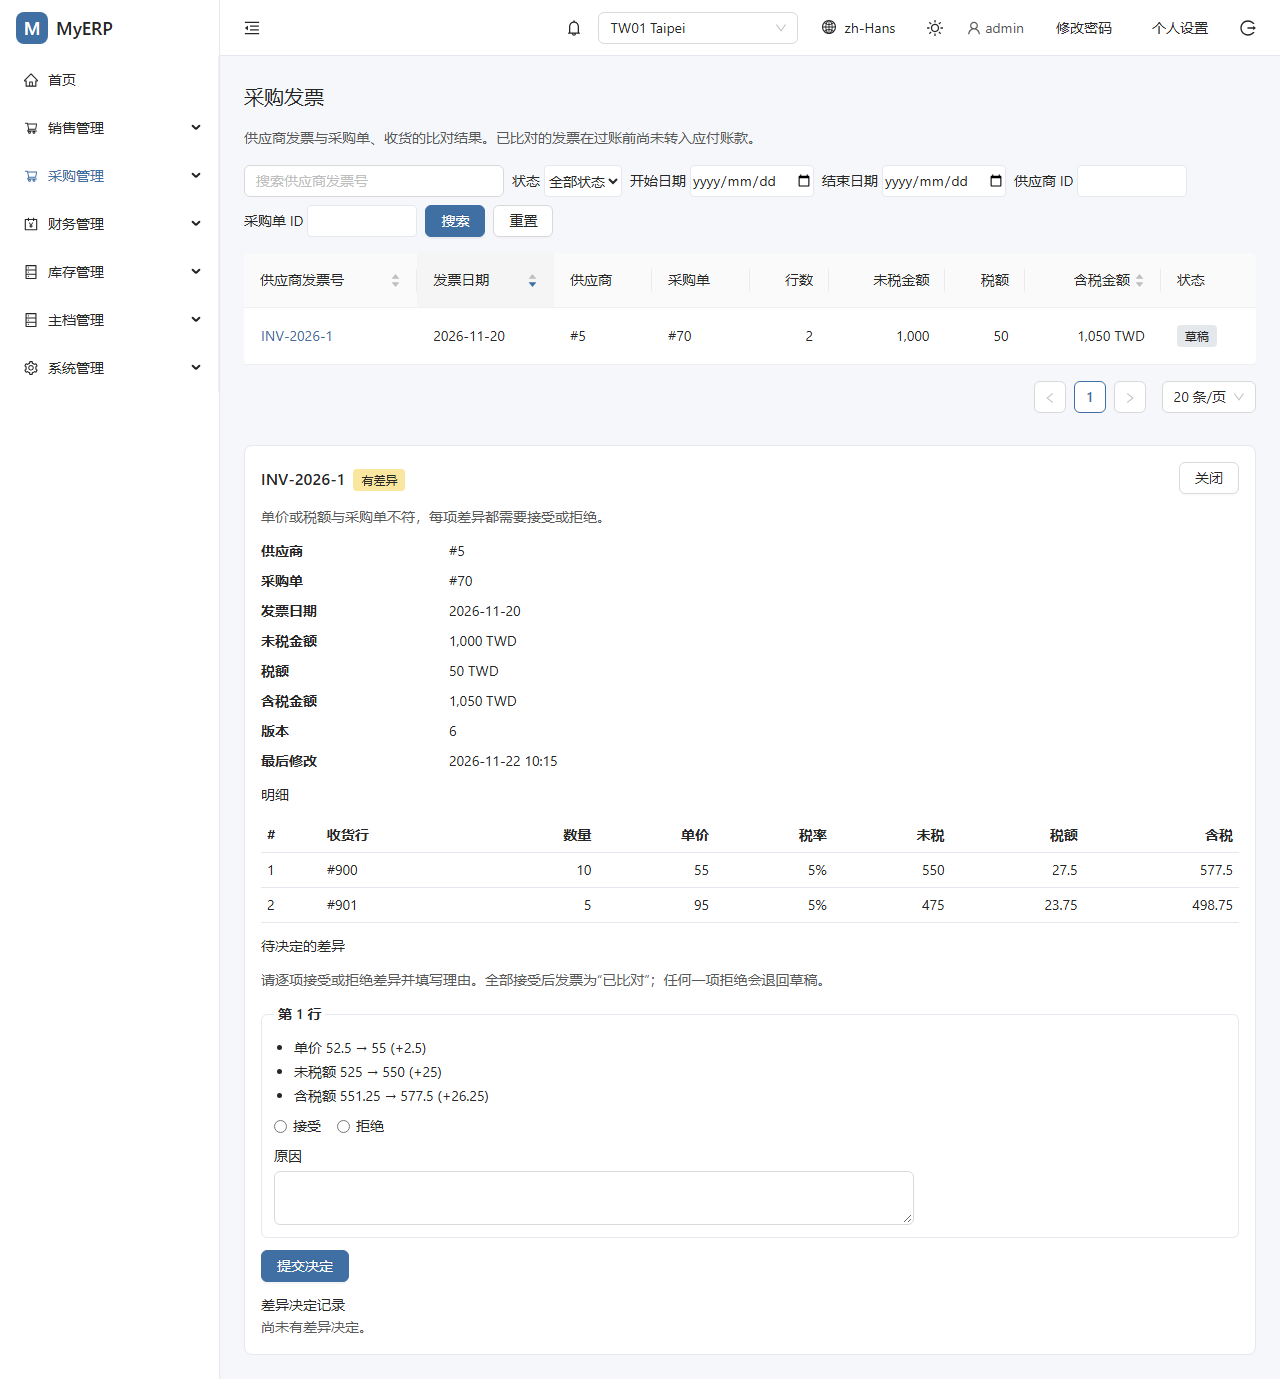 MyERP
TW01 Taipei
zh-Hans
admin
修改密码
个人设置
首页
销售管理
采购管理
财务管理
库存管理
主档管理
系统管理
采购发票
供应商发票与采购单、收货的比对结果。已比对的发票在过账前尚未转入应付账款。
搜索供应商发票号 状态 全部状态 开始日期 yyyy/mm/dd 结束日期 yyyy/mm/dd 供应商 ID
采购单 ID 搜索 重置
供应商发票号 发票日期 供应商 采购单 行数 未税金额 税额 含税金额 状态
INV-2026-1 2026-11-20 #5 #70 2 1,000 50 1,050 TWD 草稿
1 20 条/页
INV-2026-1 有差异 关闭
单价或税额与采购单不符，每项差异都需要接受或拒绝。
供应商 #5
采购单 #70
发票日期 2026-11-20
未税金额 1,000 TWD
税额 50 TWD
含税金额 1,050 TWD
版本 6
最后修改 2026-11-22 10:15
明细
# 收货行 数量 单价 税率 未税 税额 含税
1 #900 10 55 5% 550 27.5 577.5
2 #901 5 95 5% 475 23.75 498.75
待决定的差异
请逐项接受或拒绝差异并填写理由。全部接受后发票为“已比对”；任何一项拒绝会退回草稿。
第 1 行
单价 52.5 → 55 (+2.5)
未税额 525 → 550 (+25)
含税额 551.25 → 577.5 (+26.25)
接受 拒绝
原因
提交决定
差异决定记录
尚未有差异决定。